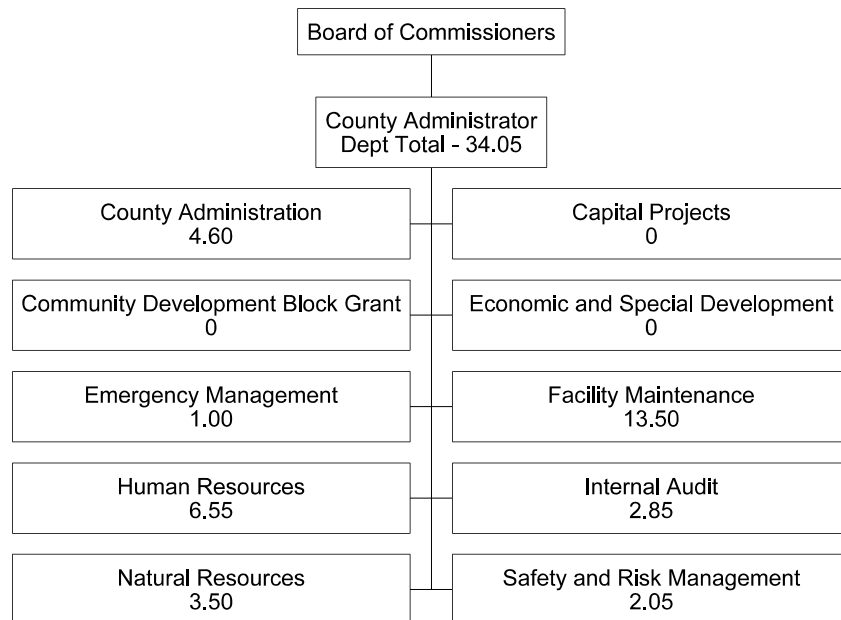 Board of Commissioners
County Administrator
Dept Total - 34.05
County Administration
4.60
Capital Projects
0
Community Development Block Grant
0
Economic and Special Development
0
Emergency Management
1.00
Facility Maintenance
13.50
Human Resources
6.55
Internal Audit
2.85
Natural Resources
3.50
Safety and Risk Management
2.05